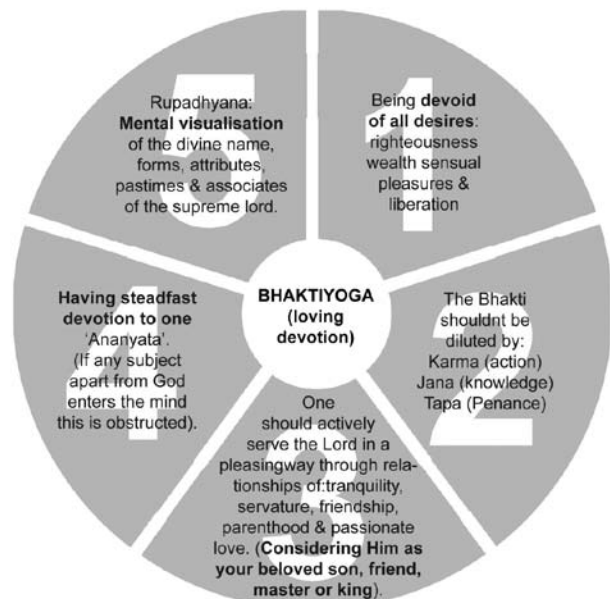 BHAKTIYOGA
(loving
devotion)
1
Being devoid
of all desires:
righteousness
wealth sensual
pleasures &
liberation
2
The Bhakti
shouldnt be
diluted by:
Karma (action)
Jana (knowledge)
Tapa (Penance)
3
One
should actively
serve the Lord in a
pleasingway through rela-
tionships of:tranquility,
servature, friendship,
parenthood & passionate
love. (Considering Him as
your beloved son, friend,
master or king).
4
Having steadfast
devotion to one
'Ananyata'.
(If any subject
apart from God
enters the mind
this is obstructed).
5
Rupadhyana:
Mental visualisation
of the divine name,
forms, attributes,
pastimes & associates
of the supreme lord.